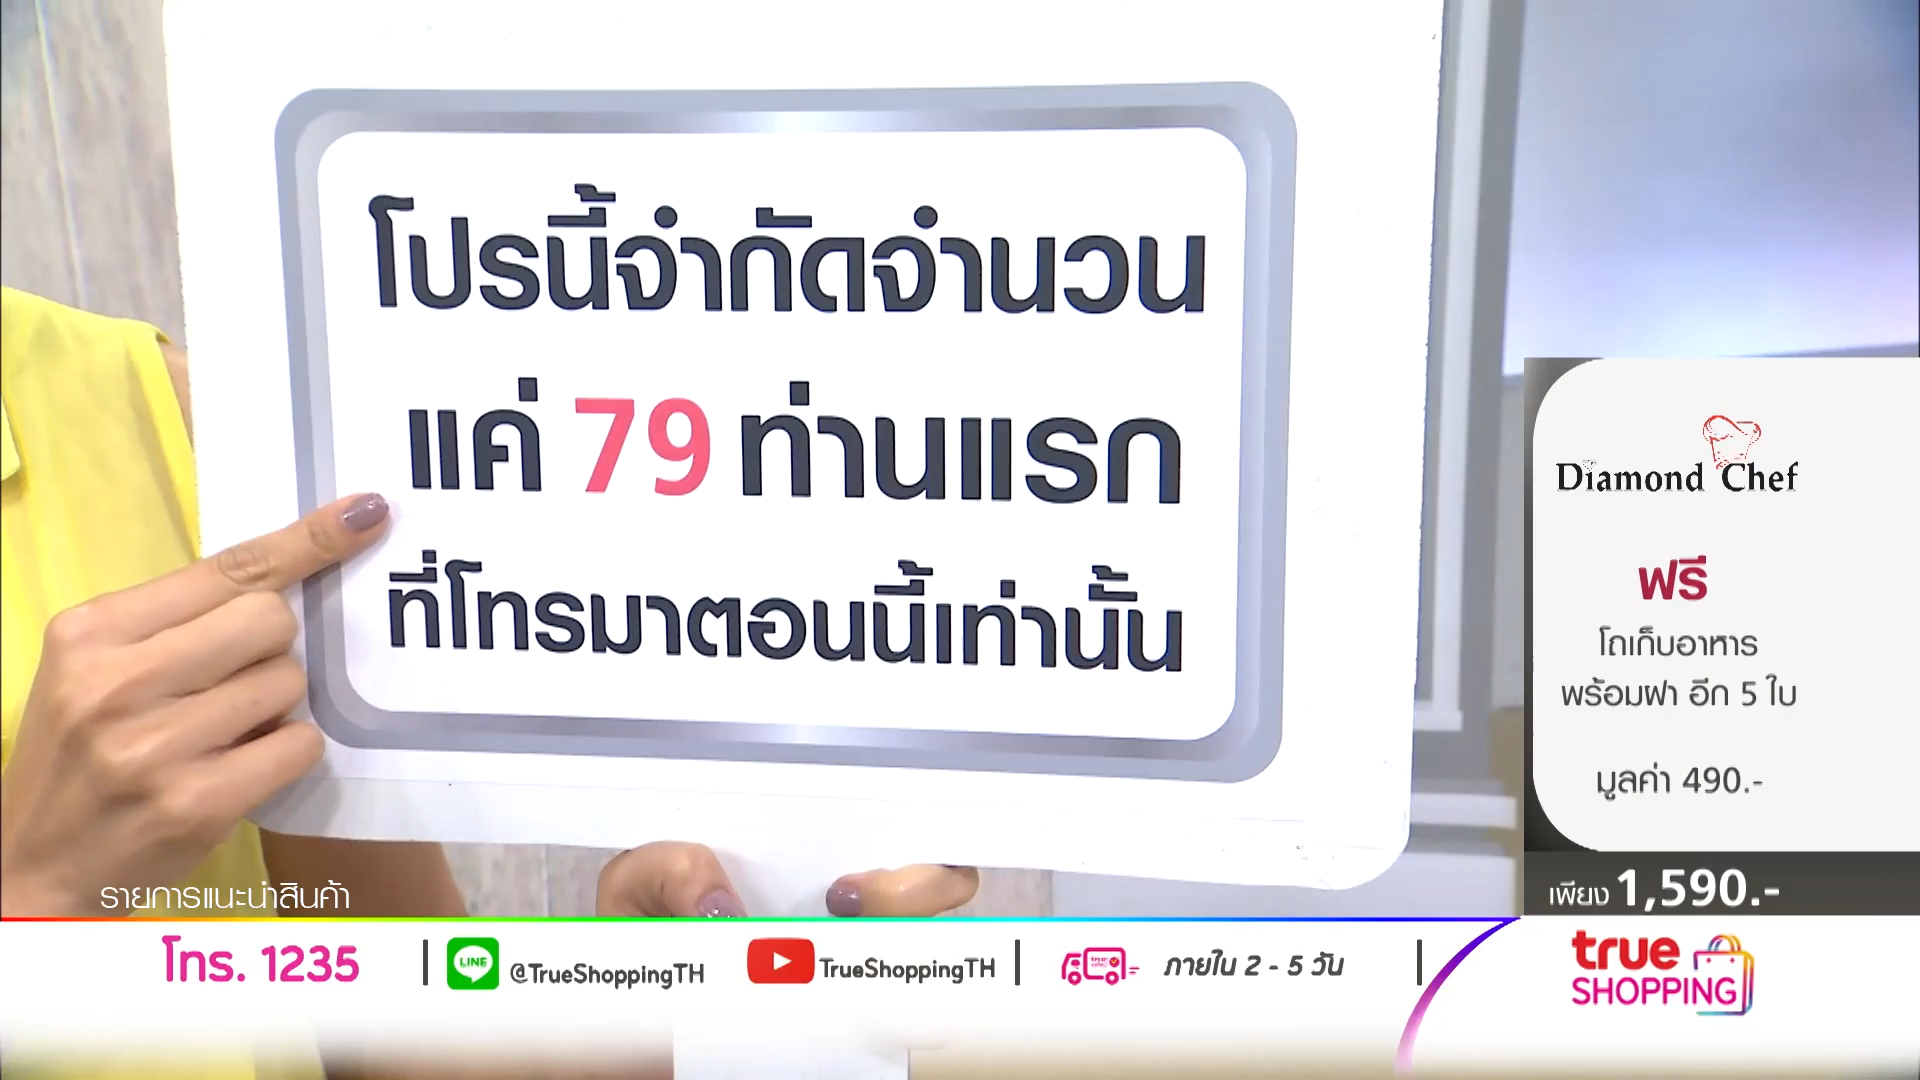 โปรนี้จำกัดจำนวน
แค่ 79 ท่านแรก
ที่โทรมาตอนนี้เท่านั้น
Diamond Chef
ฟรี
โถเก็บอาหาร
พร้อมฝา อีก 5 ใบ
มูลค่า 490.-
เพียง 1,590.-
รายการแนะนำสินค้า
โทร. 1235
LINE @TrueShoppingTH
TrueShoppingTH
ภายใน 2 - 5 วัน
true
SHOPPING